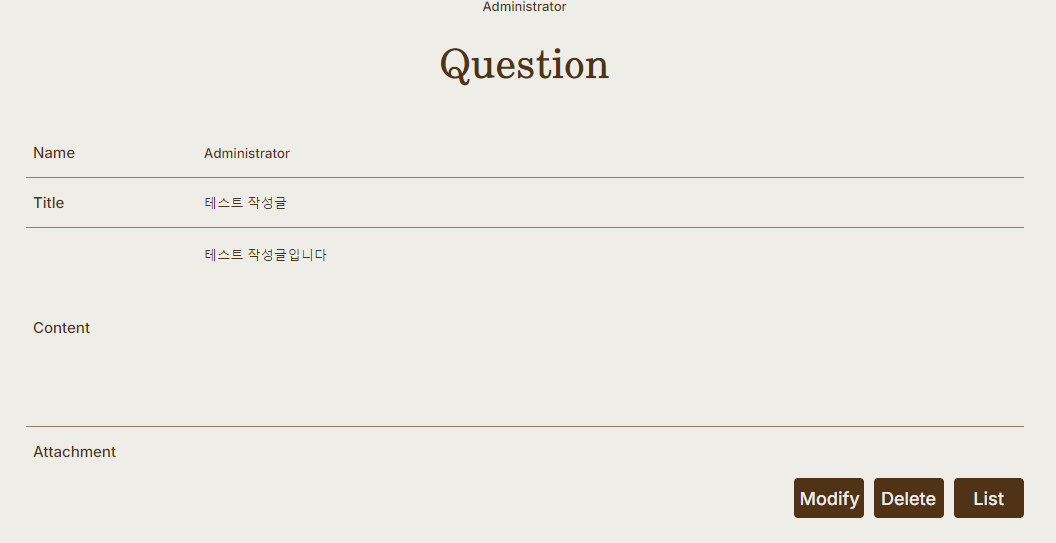 Administrator
Question
Name Administrator
Title 테스트 작성글
테스트 작성글입니다
Content
Attachment
Modify Delete List